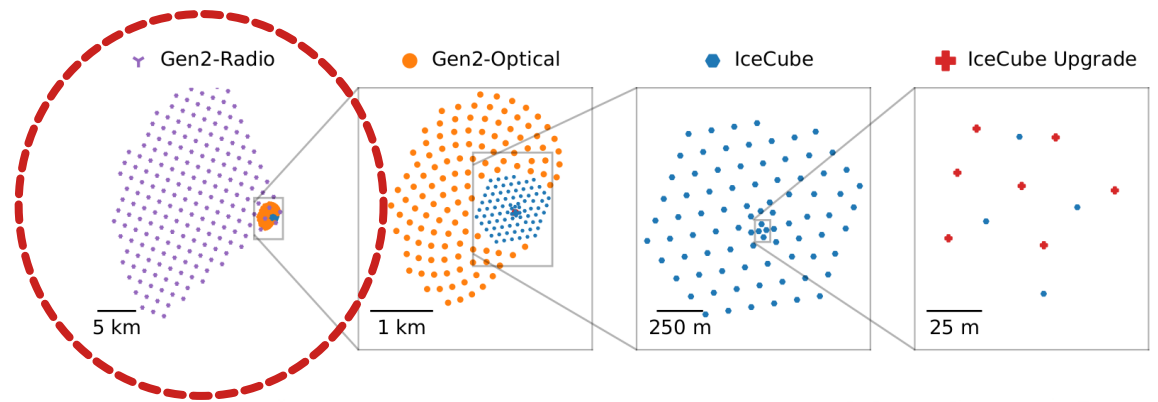 Gen2-Radio
Gen2-Optical
IceCube
IceCube Upgrade
5 km
1 km
250 m
25 m